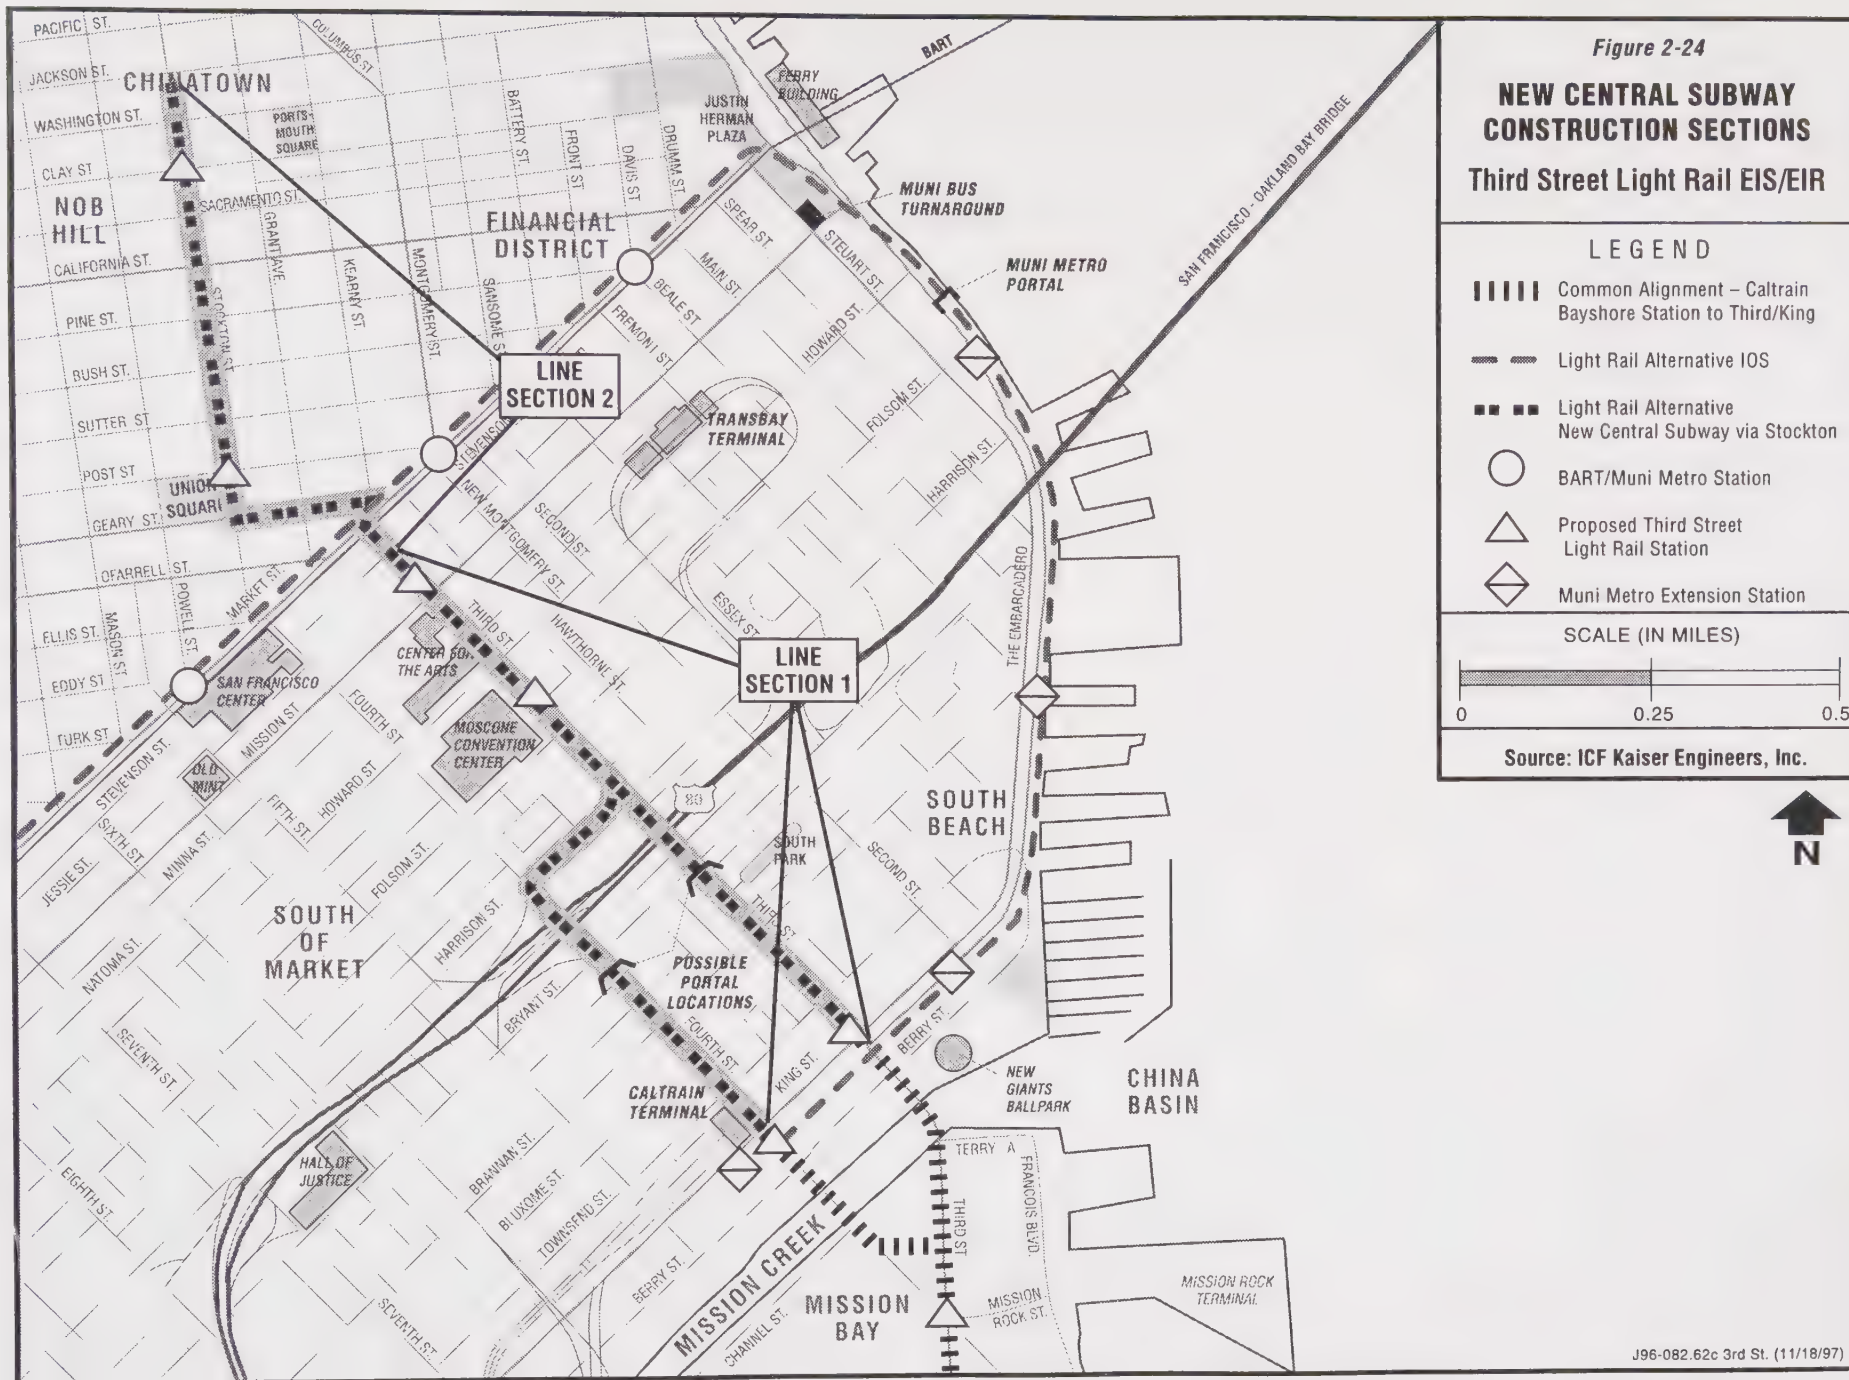 Figure 2-24
NEW CENTRAL SUBWAY
CONSTRUCTION SECTIONS
Third Street Light Rail EIS/EIR
LEGEND
Common Alignment – Caltrain
Bayshore Station to Third/King
Light Rail Alternative IOS
Light Rail Alternative
New Central Subway via Stockton
BART/Muni Metro Station
Proposed Third Street
Light Rail Station
Muni Metro Extension Station
SCALE (IN MILES)
0 0.25 0.5
Source: ICF Kaiser Engineers, Inc.
N
J96-082.62c 3rd St. (11/18/97)
PACIFIC ST.
JACKSON ST.
WASHINGTON ST.
CLAY ST
SACRAMENTO ST.
CALIFORNIA ST.
PINE ST.
BUSH ST.
SUTTER ST
POST ST
GEARY ST.
OFARRELL ST.
ELLIS ST.
EDDY ST
TURK ST
COLUMBUS ST
CHINATOWN
PORTS-
MOUTH
SQUARE
NOB
HILL
GRANT AVE.
KEARNY ST.
MONTGOMERY ST
SANSOME S
BATTERY ST.
FRONT ST.
DAVIS ST.
DRUMM ST.
STOCKTON ST
FINANCIAL
DISTRICT
JUSTIN
HERMAN
PLAZA
FERRY
BUILDING
BART
SAN FRANCISCO - OAKLAND BAY BRIDGE
MUNI BUS
TURNAROUND
MUNI METRO
PORTAL
SPEAR ST.
STEUART ST.
MAIN ST.
BEALE ST
FREMONT ST
HOWARD ST.
FOLSOM ST.
HARRISON ST.
LINE
SECTION 2
TRANSBAY
TERMINAL
STEVENSON
UNION
SQUARE
NEW MONTGOMERY ST.
SECOND ST
MARKET ST.
POWELL ST.
MASON ST
THIRD ST.
HAWTHORNE ST.
ESSEX ST
THE EMBARCADERO
CENTER FOR
THE ARTS
SAN FRANCISCO
CENTER
LINE
SECTION 1
MOSCONE
CONVENTION
CENTER
FOURTH ST
MISSION ST
STEVENSON ST.
OLD
MINT
HOWARD ST
FIFTH ST.
SIXTH ST.
MINNA ST.
JESSIE ST.
FOLSOM ST.
80
SOUTH
PARK
SOUTH
BEACH
SECOND ST.
THIRD ST.
SOUTH
OF
MARKET
HARRISON ST.
NATOMA ST.
SEVENTH ST.
POSSIBLE
PORTAL
LOCATIONS
BRYANT ST.
FOURTH ST.
KING ST.
BERRY ST.
CALTRAIN
TERMINAL
NEW
GIANTS
BALLPARK
CHINA
BASIN
HALL OF
JUSTICE
EIGHTH ST.
BRANNAN ST.
BLUXOME ST.
TOWNSEND ST.
BERRY ST.
SEVENTH ST.
TERRY A
FRANCOIS BLVD.
THIRD ST
MISSION CREEK
CHANNEL ST.
MISSION
BAY
MISSION
ROCK ST.
MISSION ROCK
TERMINAL